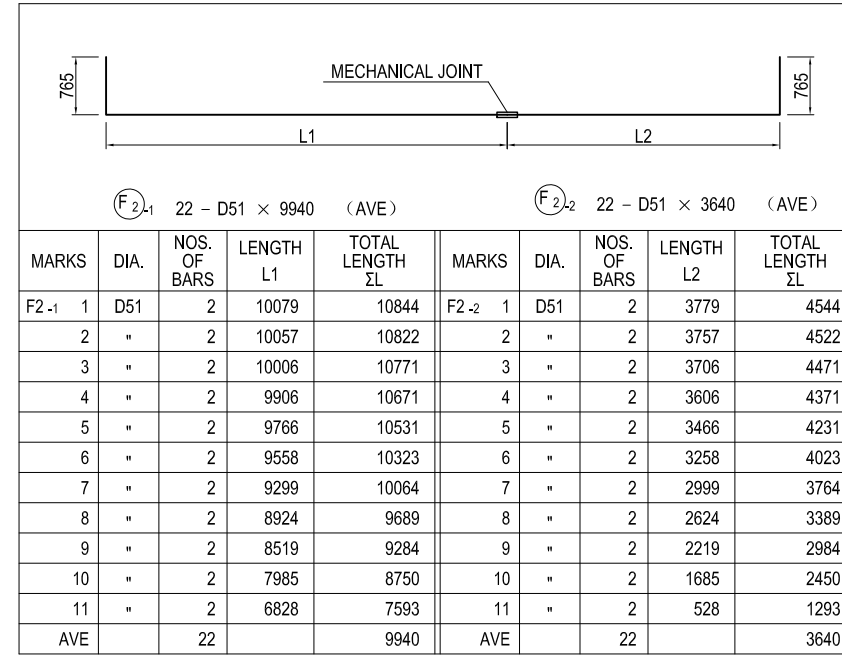 765
MECHANICAL JOINT
765
L1
L2
F 2 -1 22 – D51 × 9940 (AVE)
F 2 -2 22 – D51 × 3640 (AVE)
MARKS DIA. NOS. OF BARS LENGTH L1 TOTAL LENGTH ΣL MARKS DIA. NOS. OF BARS LENGTH L2 TOTAL LENGTH ΣL
F2 -1 1 D51 2 10079 10844 F2 -2 1 D51 2 3779 4544
2 " 2 10057 10822 2 " 2 3757 4522
3 " 2 10006 10771 3 " 2 3706 4471
4 " 2 9906 10671 4 " 2 3606 4371
5 " 2 9766 10531 5 " 2 3466 4231
6 " 2 9558 10323 6 " 2 3258 4023
7 " 2 9299 10064 7 " 2 2999 3764
8 " 2 8924 9689 8 " 2 2624 3389
9 " 2 8519 9284 9 " 2 2219 2984
10 " 2 7985 8750 10 " 2 1685 2450
11 " 2 6828 7593 11 " 2 528 1293
AVE 22 9940 AVE 22 3640